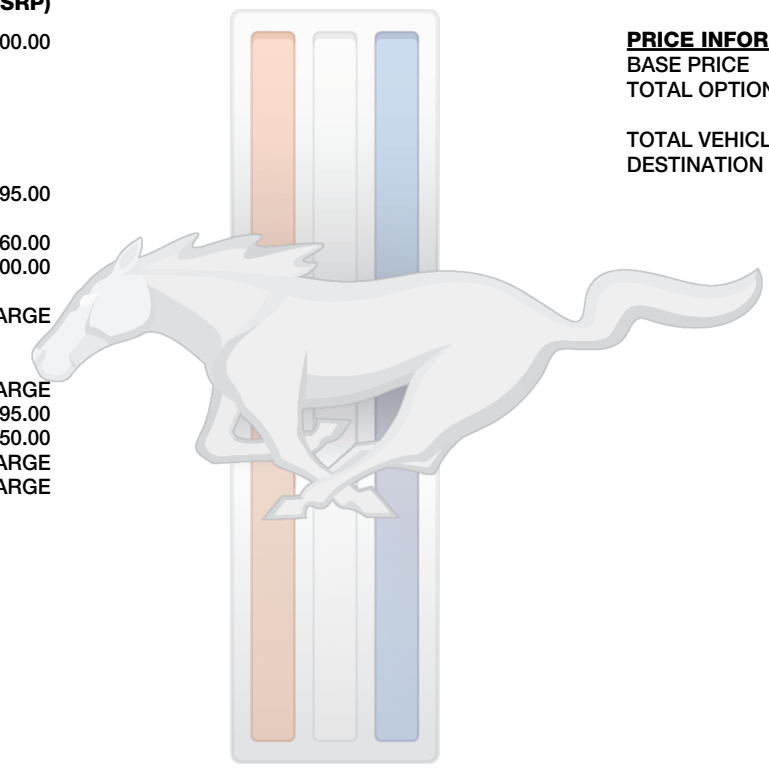 SRP)
00.00
95.00
60.00
00.00
ARGE
ARGE
95.00
50.00
ARGE
ARGE
PRICE INFOR
BASE PRICE
TOTAL OPTION
TOTAL VEHICL
DESTINATION